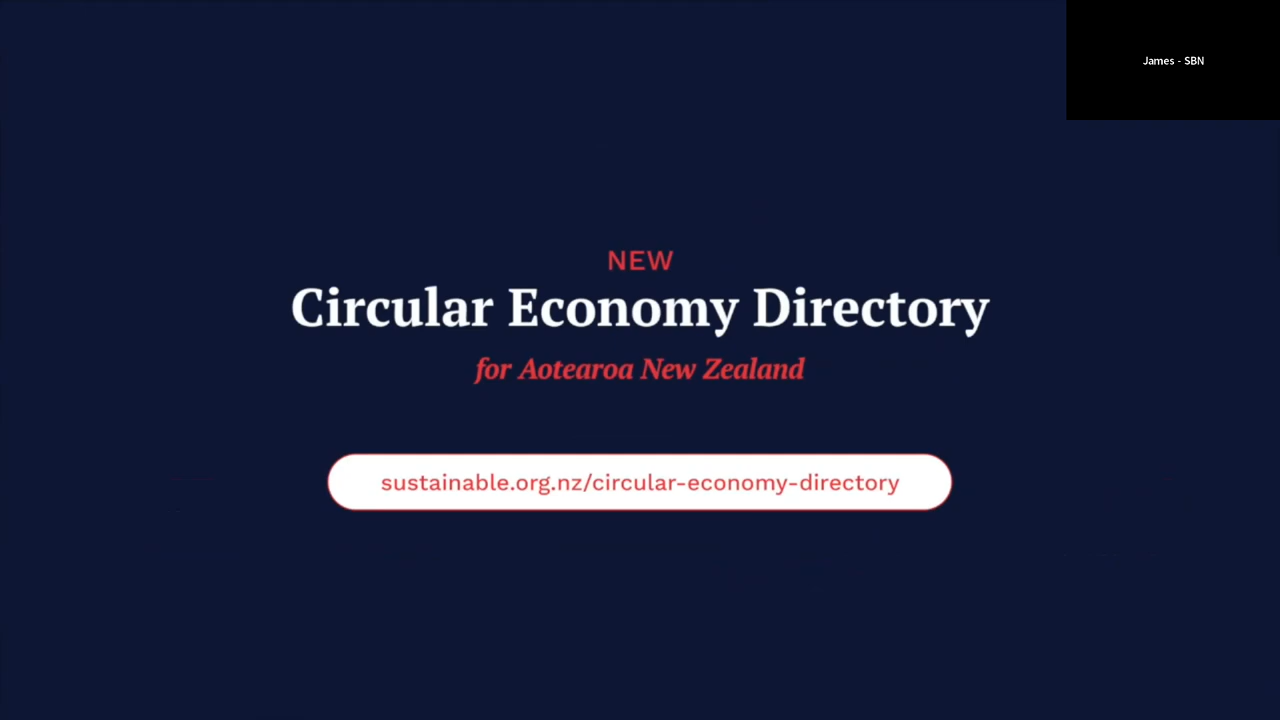 James - SBN
NEW
Circular Economy Directory
for Aotearoa New Zealand
sustainable.org.nz/circular-economy-directory